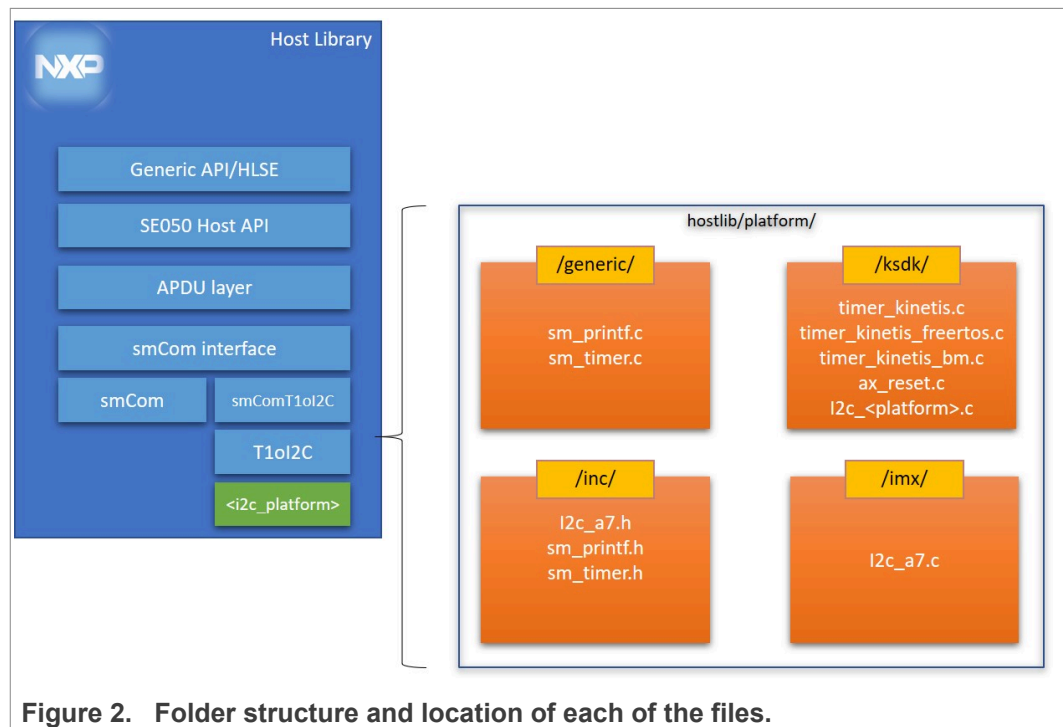 Host Library
NXP
Generic API/HLSE
SE050 Host API
APDU layer
smCom interface
smCom
smComT1oI2C
T1oI2C
<i2c_platform>
hostlib/platform/
/generic/
sm_printf.c
sm_timer.c
/ksdk/
timer_kinetis.c
timer_kinetis_freertos.c
timer_kinetis_bm.c
ax_reset.c
I2c_<platform>.c
/inc/
I2c_a7.h
sm_printf.h
sm_timer.h
/imx/
I2c_a7.c
Figure 2. Folder structure and location of each of the files.